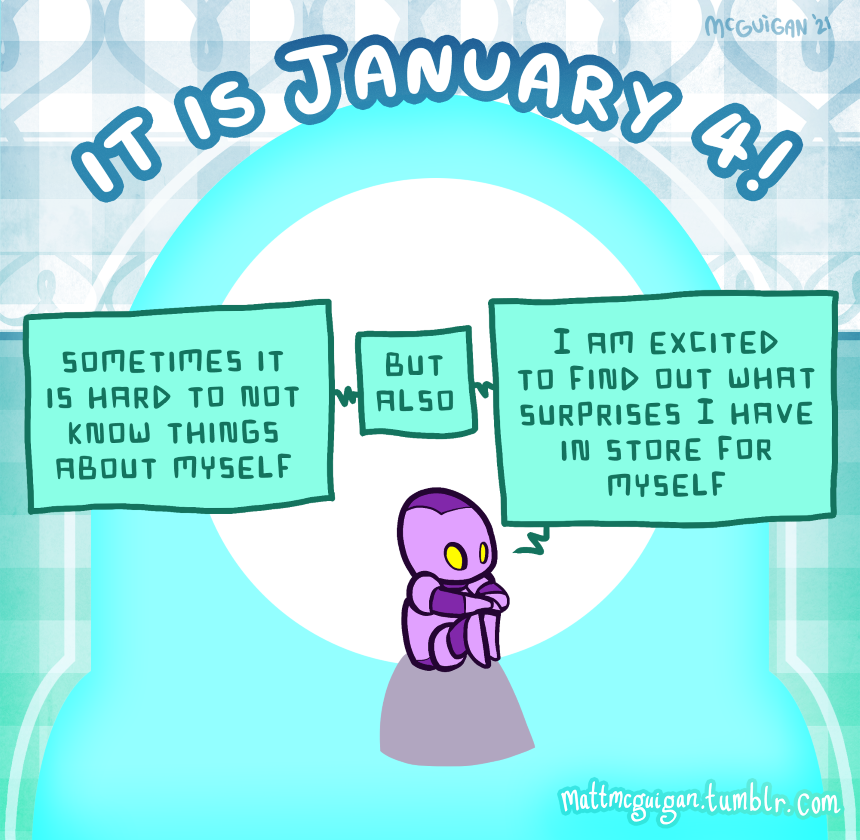 McGUiGAN '21
IT IS JANUARY 4!
SOMETIMES IT
IS HARD TO NOT
KNOW THINGS
ABOUT MYSELF
BUT
ALSO
I AM EXCITED
TO FIND OUT WHAT
SURPRISES I HAVE
IN STORE FOR
MYSELF
mattmcguigan.tumblr.com